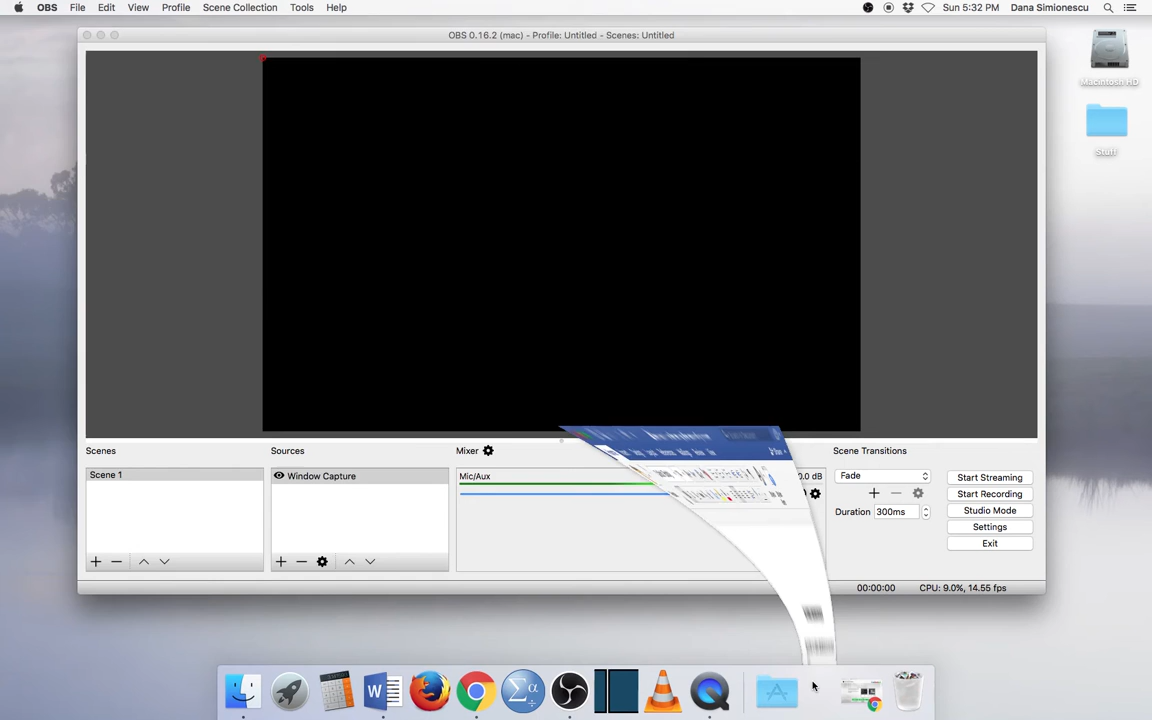 OBS File Edit View Profile Scene Collection Tools Help Sun 5:32 PM Dana Simionescu
OBS 0.16.2 (mac) - Profile: Untitled - Scenes: Untitled
Macintosh HD
Stuff
Scenes Sources Mixer Scene Transitions
Scene 1 Window Capture Mic/Aux 0.0 dB Fade Start Streaming
Start Recording
Duration 300ms Studio Mode
Settings
Exit
00:00:00 CPU: 9.0%, 14.55 fps